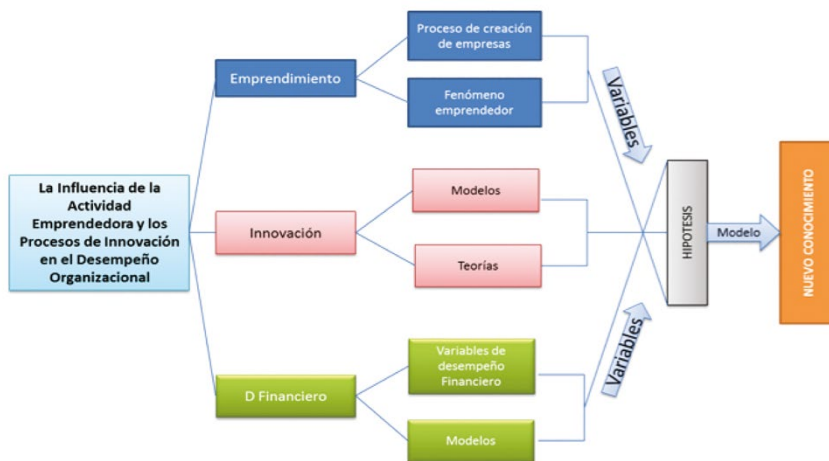 La Influencia de la
Actividad
Emprendedora y los
Procesos de Innovación
en el Desempeño
Organizacional
Emprendimiento
Proceso de creación
de empresas
Fenómeno
emprendedor
Innovación
Modelos
Teorías
D Financiero
Variables de
desempeño
Financiero
Modelos
Variables
Variables
HIPOTESIS
Modelo
NUEVO CONOCIMIENTO